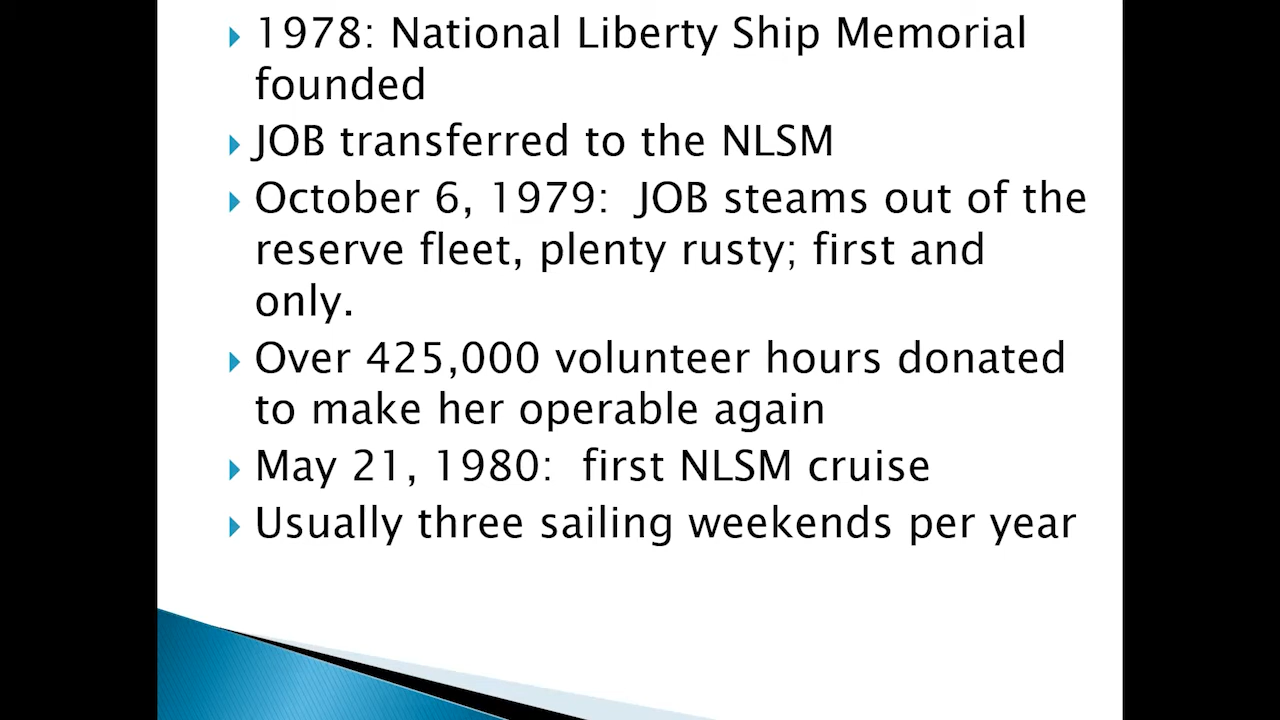 1978: National Liberty Ship Memorial
founded
JOB transferred to the NLSM
October 6, 1979:  JOB steams out of the
reserve fleet, plenty rusty; first and
only.
Over 425,000 volunteer hours donated
to make her operable again
May 21, 1980:  first NLSM cruise
Usually three sailing weekends per year